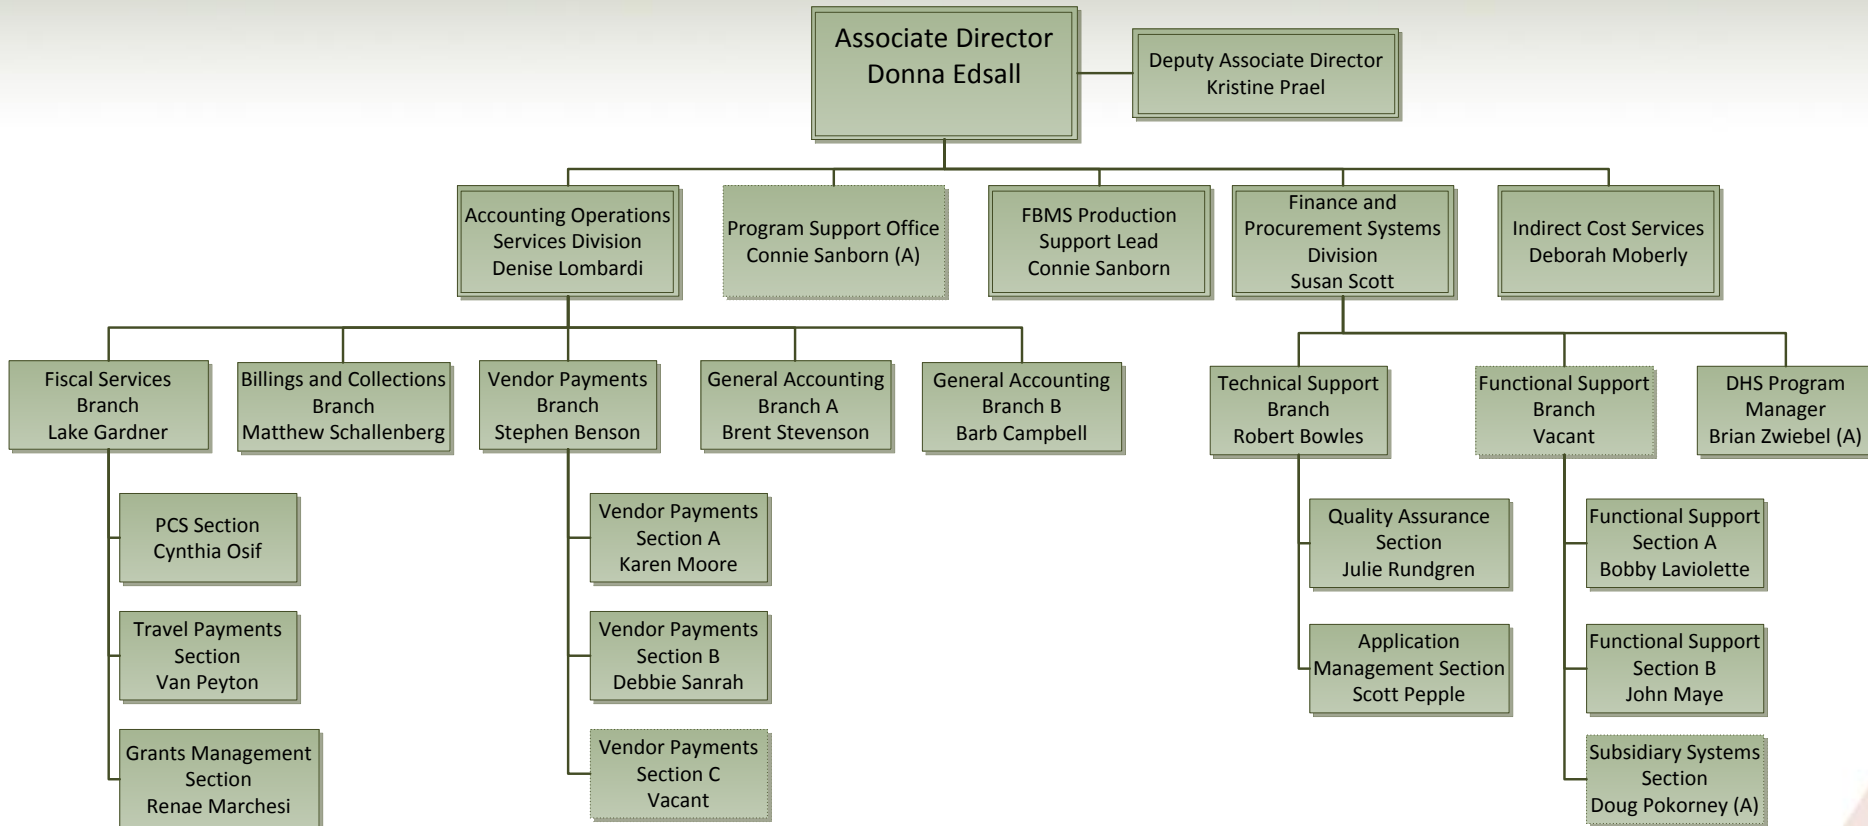 Associate Director
Donna Edsall
Deputy Associate Director
Kristine Prael
Accounting Operations
Services Division
Denise Lombardi
Program Support Office
Connie Sanborn (A)
FBMS Production
Support Lead
Connie Sanborn
Finance and
Procurement Systems
Division
Susan Scott
Indirect Cost Services
Deborah Moberly
Fiscal Services
Branch
Lake Gardner
Billings and Collections
Branch
Matthew Schallenberg
Vendor Payments
Branch
Stephen Benson
General Accounting
Branch A
Brent Stevenson
General Accounting
Branch B
Barb Campbell
Technical Support
Branch
Robert Bowles
Functional Support
Branch
Vacant
DHS Program
Manager
Brian Zwiebel (A)
PCS Section
Cynthia Osif
Travel Payments
Section
Van Peyton
Grants Management
Section
Renae Marchesi
Vendor Payments
Section A
Karen Moore
Vendor Payments
Section B
Debbie Sanrah
Vendor Payments
Section C
Vacant
Quality Assurance
Section
Julie Rundgren
Application
Management Section
Scott Pepple
Functional Support
Section A
Bobby Laviolette
Functional Support
Section B
John Maye
Subsidiary Systems
Section
Doug Pokorney (A)